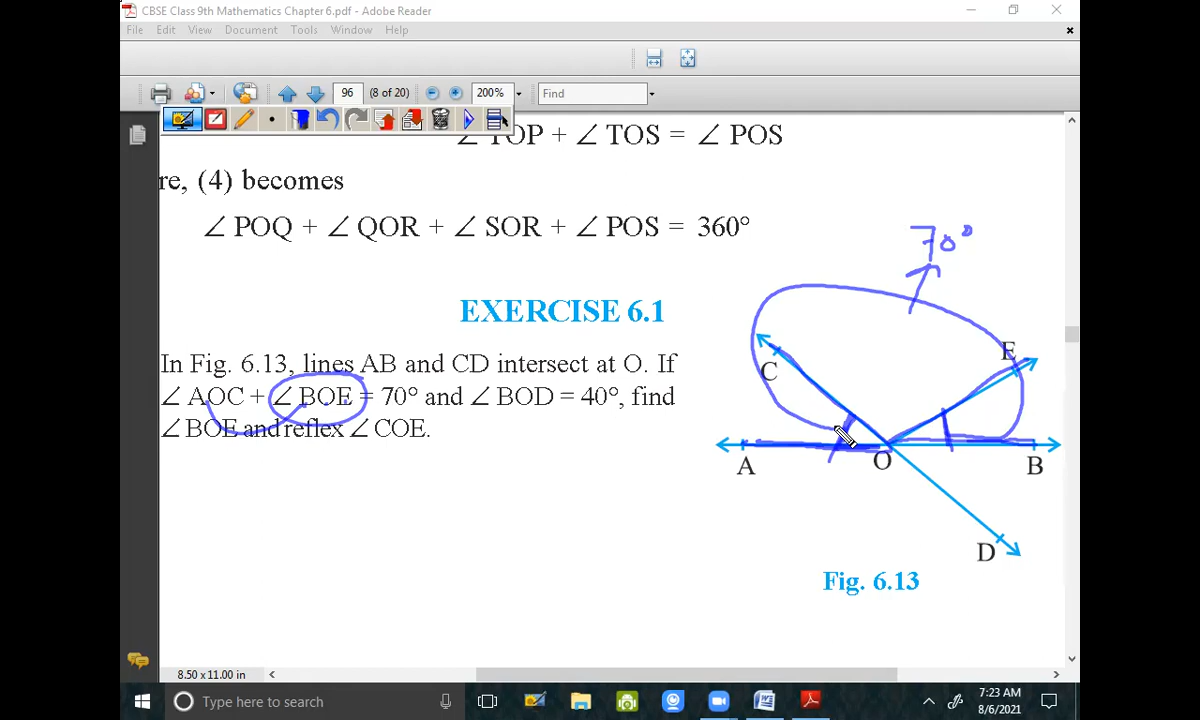 CBSE Class 9th Mathematics Chapter 6.pdf - Adobe Reader
File Edit View Document Tools Window Help
96 (8 of 20) 200% Find
∠ TOP + ∠ TOS = ∠ POS
re, (4) becomes
∠ POQ + ∠ QOR + ∠ SOR + ∠ POS = 360°
70°
EXERCISE 6.1
In Fig. 6.13, lines AB and CD intersect at O. If
∠ AOC + ∠ BOE = 70° and ∠ BOD = 40°, find
∠ BOE and reflex ∠ COE.
E
C
A O B
D
Fig. 6.13
8.50 x 11.00 in
Type here to search
7:23 AM
8/6/2021